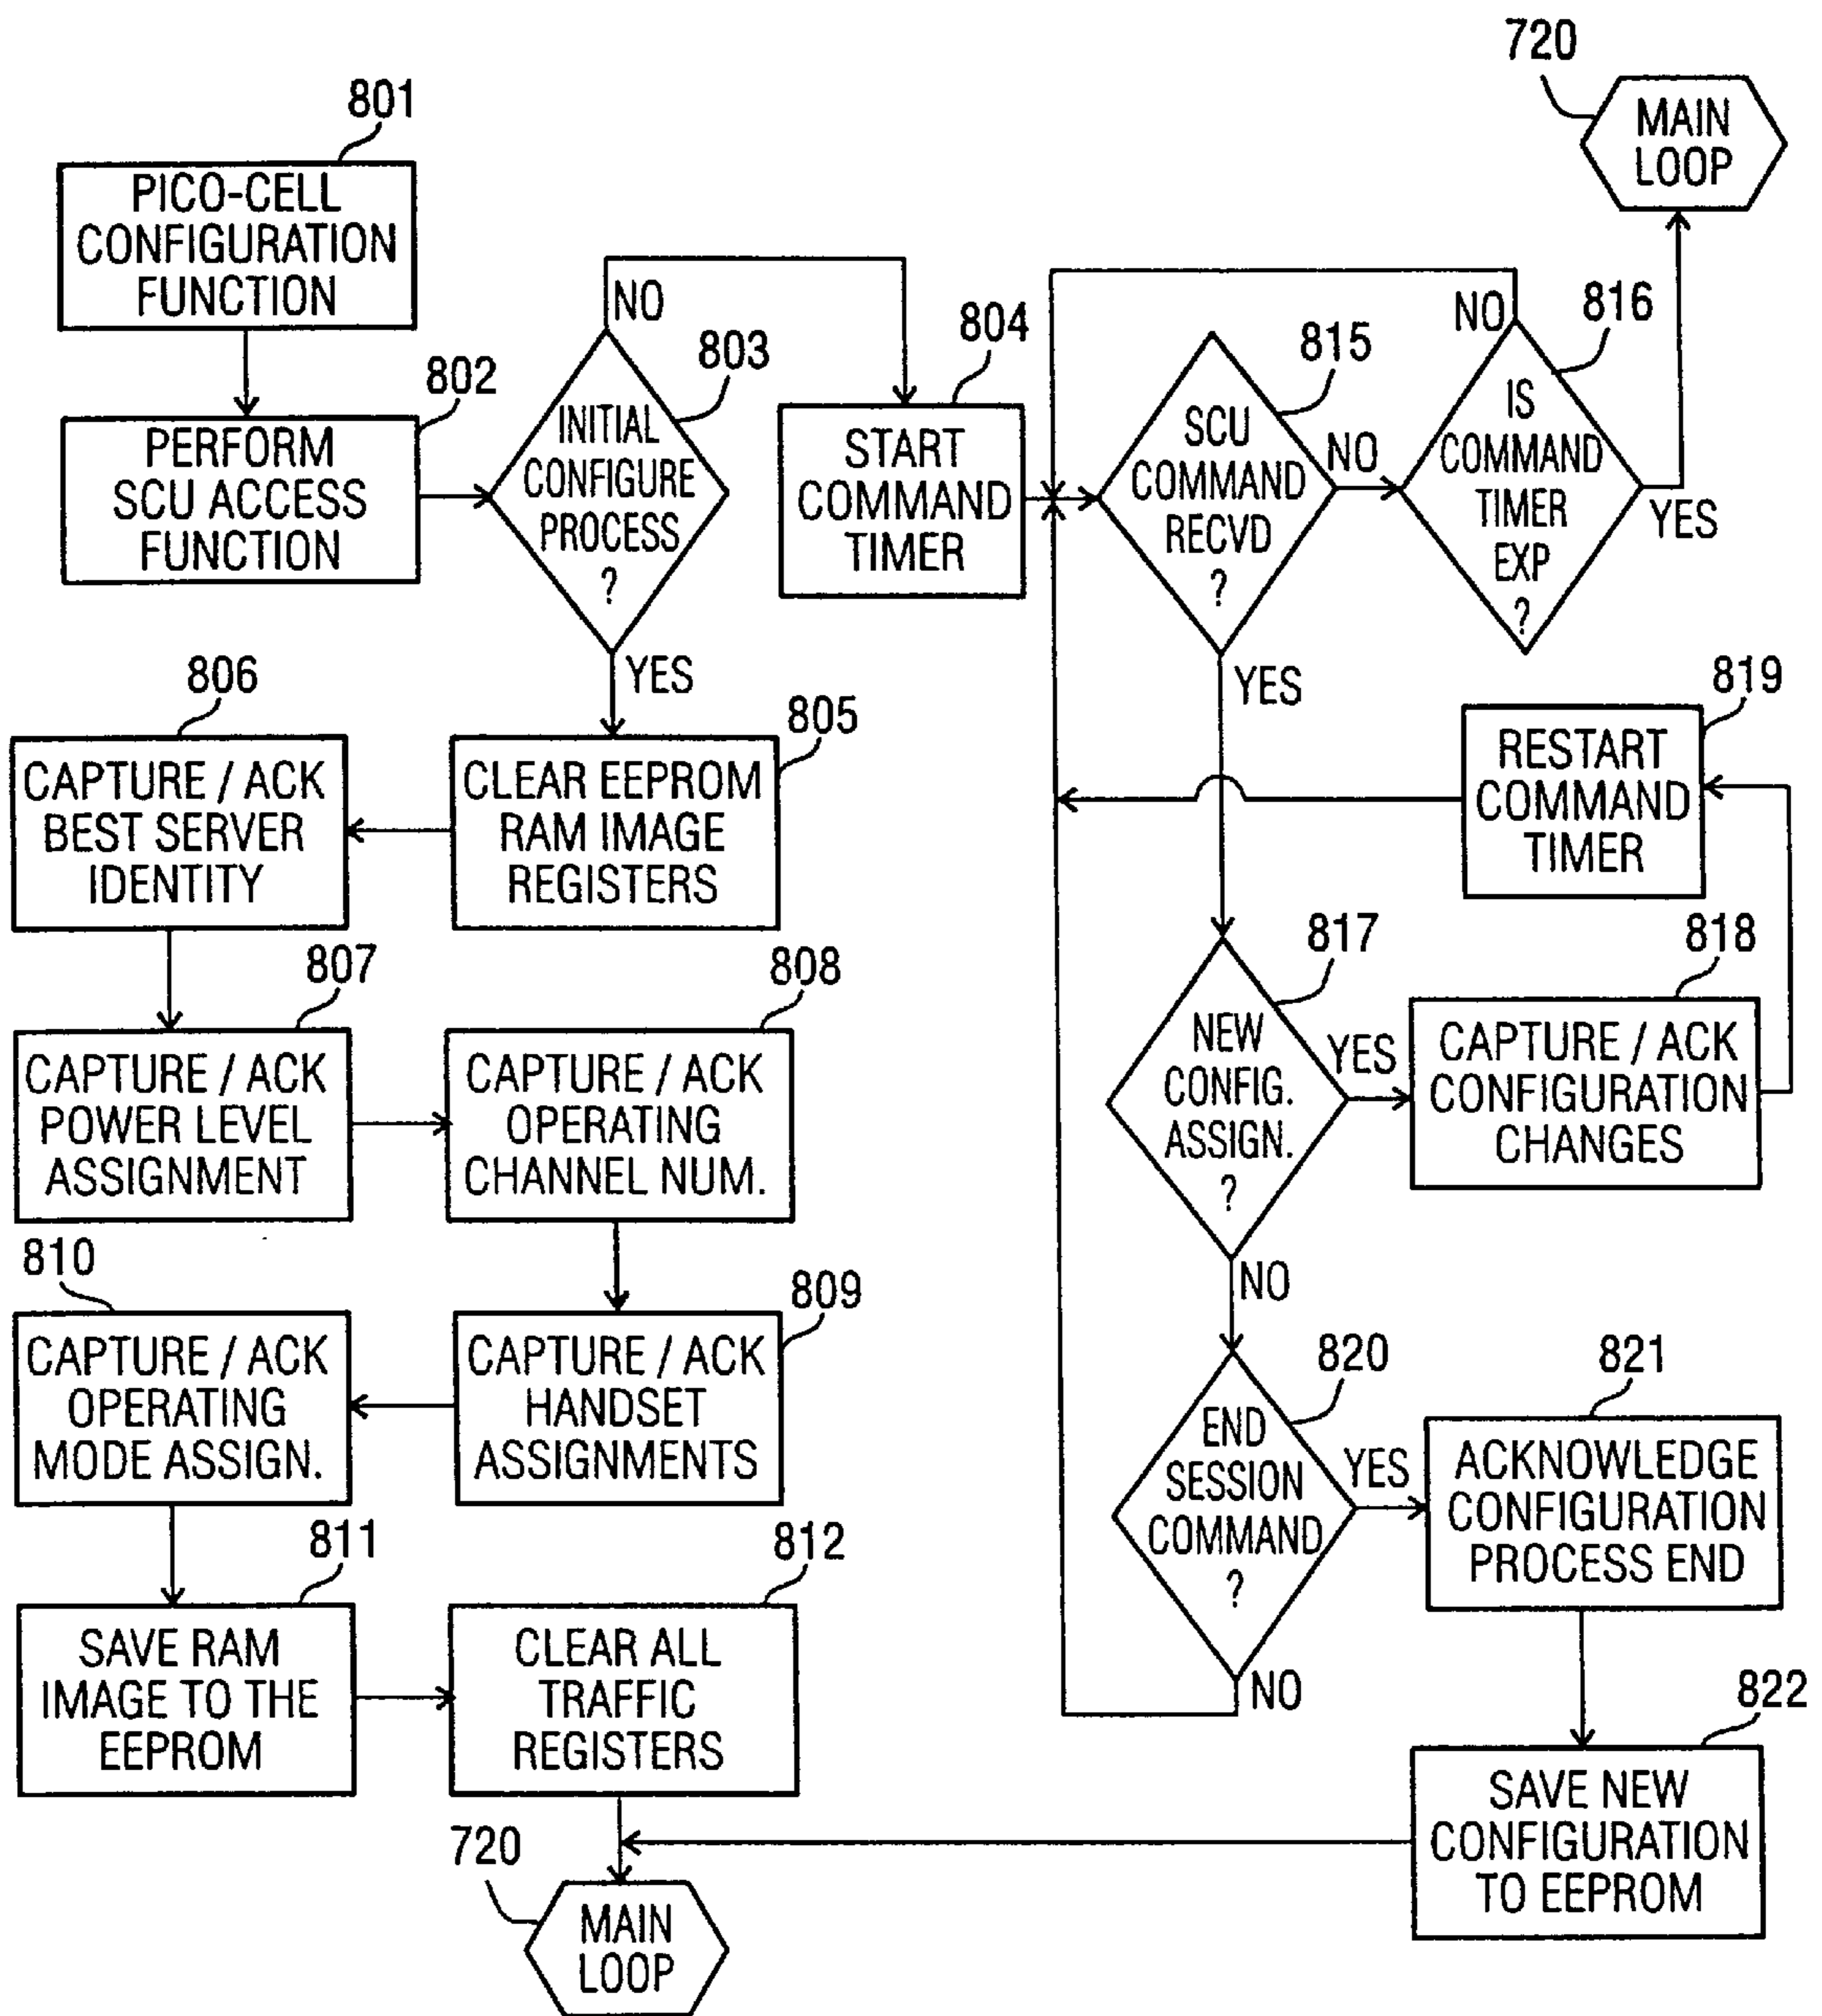 801
PICO-CELL
CONFIGURATION
FUNCTION
802
PERFORM
SCU ACCESS
FUNCTION
803
INITIAL
CONFIGURE
PROCESS
?
NO
YES
804
START
COMMAND
TIMER
815
SCU
COMMAND
RECVD
?
NO
YES
816
IS
COMMAND
TIMER
EXP
?
NO
YES
720
MAIN
LOOP
805
CLEAR EEPROM
RAM IMAGE
REGISTERS
806
CAPTURE / ACK
BEST SERVER
IDENTITY
807
CAPTURE / ACK
POWER LEVEL
ASSIGNMENT
808
CAPTURE / ACK
OPERATING
CHANNEL NUM.
809
CAPTURE / ACK
HANDSET
ASSIGNMENTS
810
CAPTURE / ACK
OPERATING
MODE ASSIGN.
811
SAVE RAM
IMAGE TO THE
EEPROM
812
CLEAR ALL
TRAFFIC
REGISTERS
817
NEW
CONFIG.
ASSIGN.
?
YES
NO
818
CAPTURE / ACK
CONFIGURATION
CHANGES
819
RESTART
COMMAND
TIMER
820
END
SESSION
COMMAND
?
YES
NO
821
ACKNOWLEDGE
CONFIGURATION
PROCESS END
822
SAVE NEW
CONFIGURATION
TO EEPROM
720
MAIN
LOOP